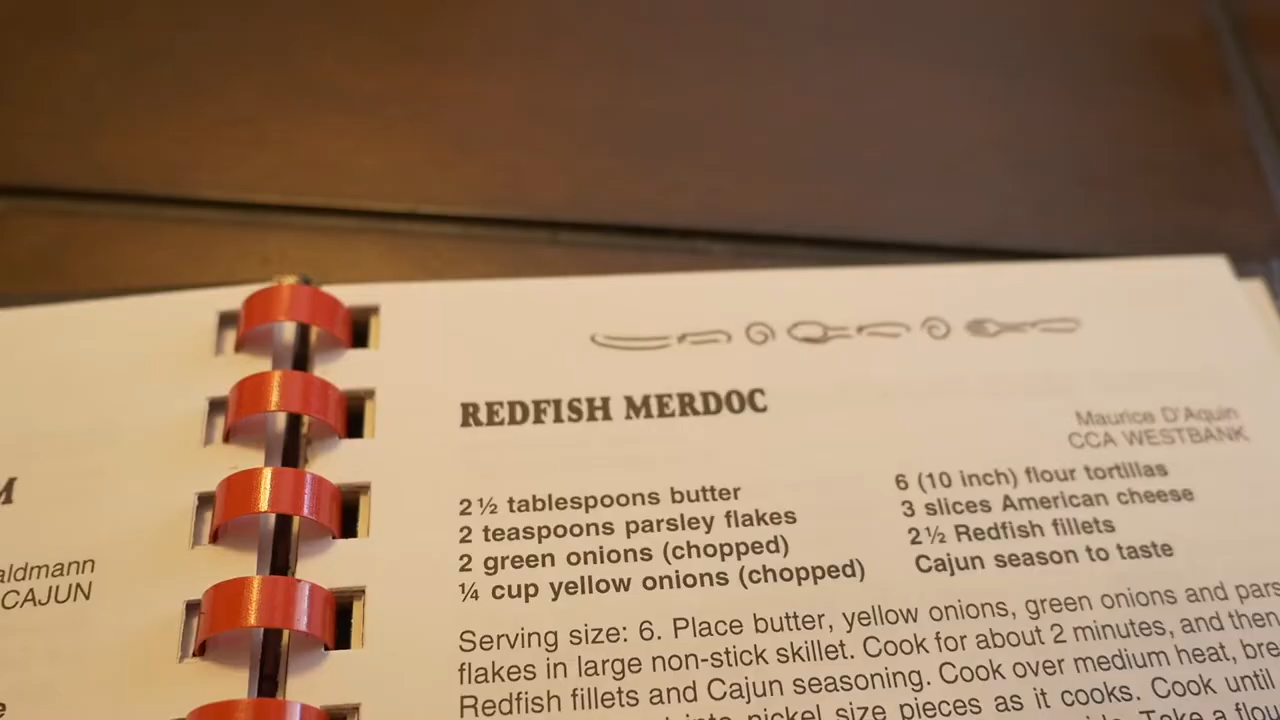 M
aldmann
CAJUN
e
REDFISH MERDOC
Maurice D'Aquin
CCA WESTBANK
2½ tablespoons butter
2 teaspoons parsley flakes
2 green onions (chopped)
¼ cup yellow onions (chopped)
6 (10 inch) flour tortillas
3 slices American cheese
2½ Redfish fillets
Cajun season to taste
Serving size: 6. Place butter, yellow onions, green onions and pars
flakes in large non-stick skillet. Cook for about 2 minutes, and then
Redfish fillets and Cajun seasoning. Cook over medium heat, bre
nickel size pieces as it cooks. Cook until
Take a flou